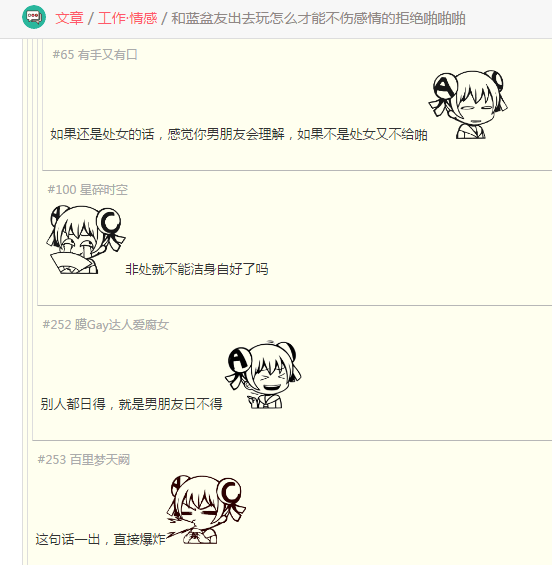 文章 / 工作·情感 / 和蓝盆友出去玩怎么才能不伤感情的拒绝啪啪啪
#65 有手又有口
如果还是处女的话，感觉你男朋友会理解，如果不是处女又不给啪
#100 星碎时空
非处就不能洁身自好了吗
#252 膜Gay达人爱腐女
别人都日得，就是男朋友日不得
#253 百里梦天阙
这句话一出，直接爆炸